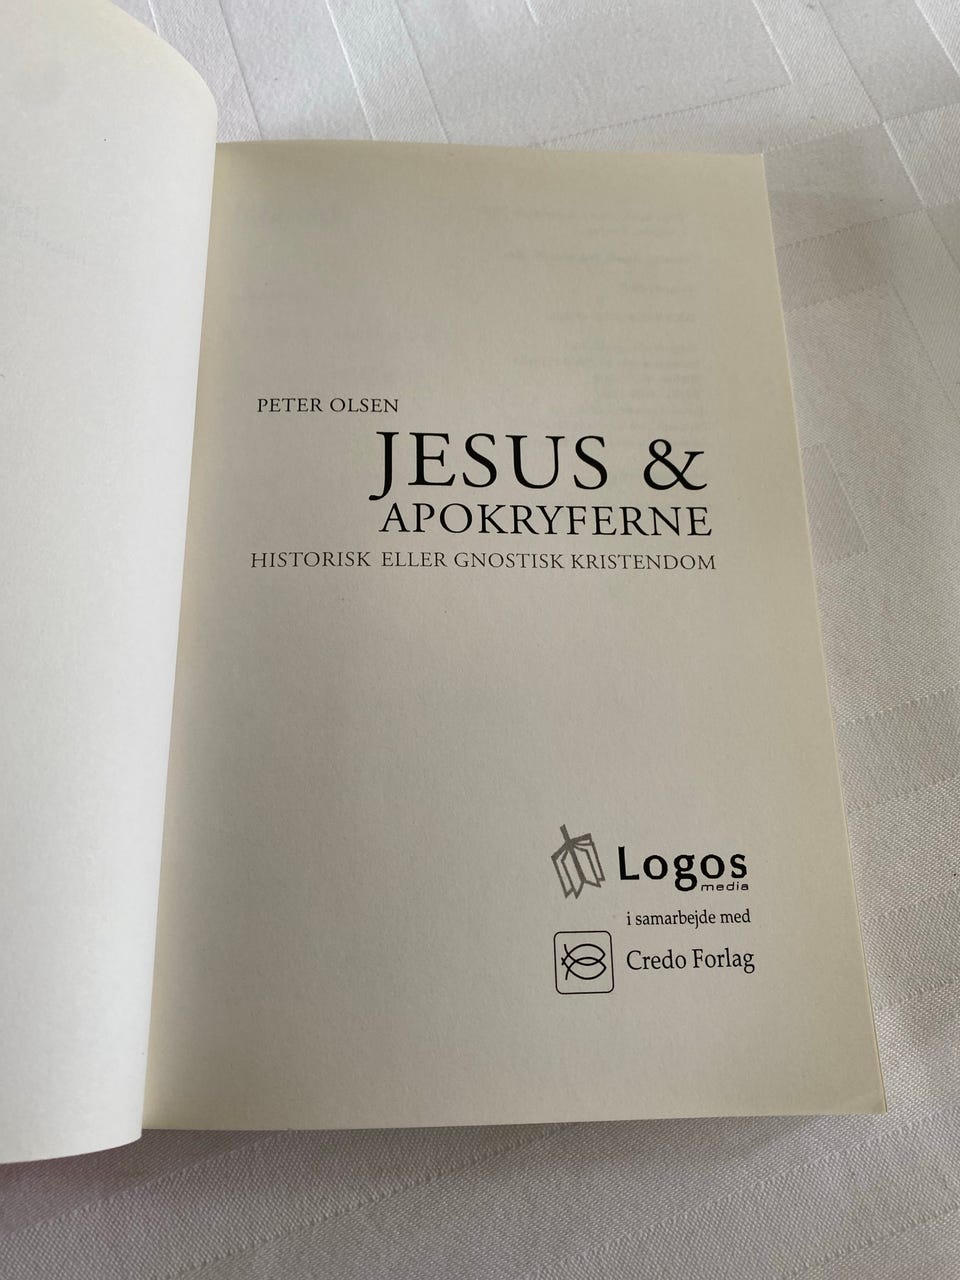 PETER OLSEN
JESUS &
APOKRYFERNE
HISTORISK ELLER GNOSTISK KRISTENDOM
Logos
media
i samarbejde med
Credo Forlag